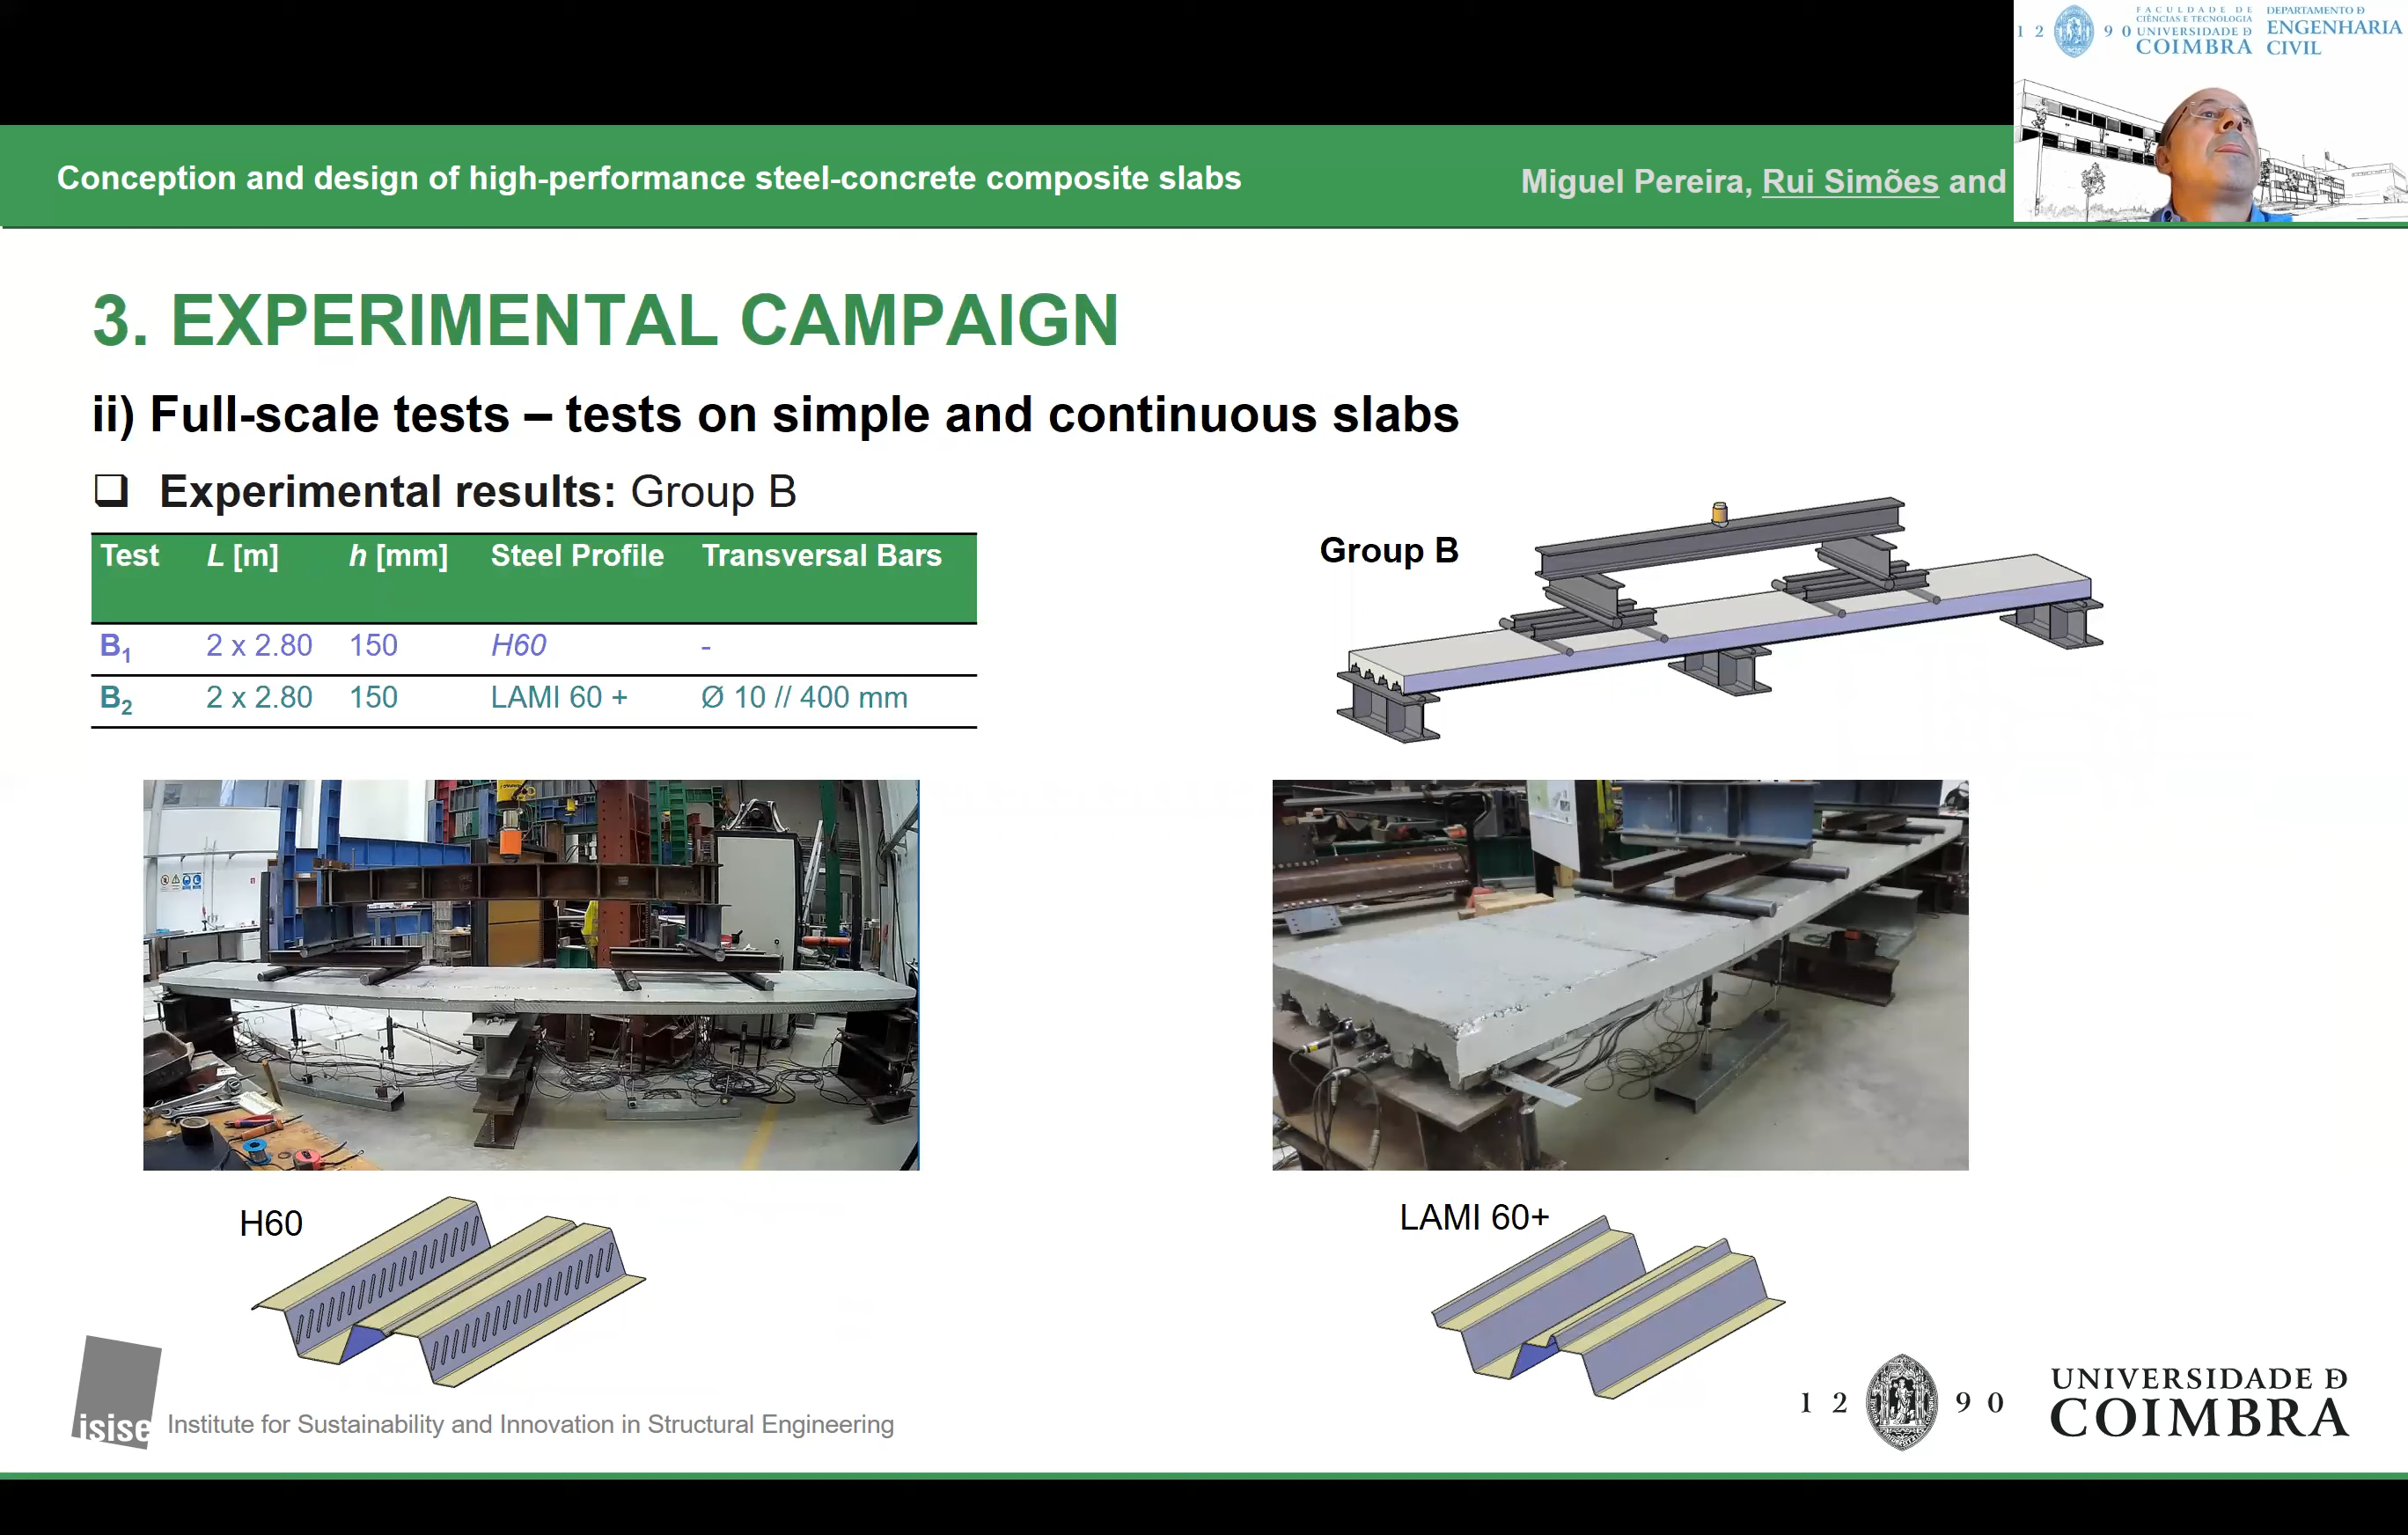 1 2 9 0
FACULDADE DE
CIÊNCIAS E TECNOLOGIA
UNIVERSIDADE Ð
COIMBRA
DEPARTAMENTO Ð
ENGENHARIA
CIVIL
Conception and design of high-performance steel-concrete composite slabs
Miguel Pereira, Rui Simões and
3. EXPERIMENTAL CAMPAIGN
ii) Full-scale tests – tests on simple and continuous slabs
❑ Experimental results: Group B
Test L [m] h [mm] Steel Profile Transversal Bars
B1 2 x 2.80 150 H60 -
B2 2 x 2.80 150 LAMI 60 + Ø 10 // 400 mm
Group B
H60
LAMI 60+
isise Institute for Sustainability and Innovation in Structural Engineering
1 2 9 0
UNIVERSIDADE Ð
COIMBRA